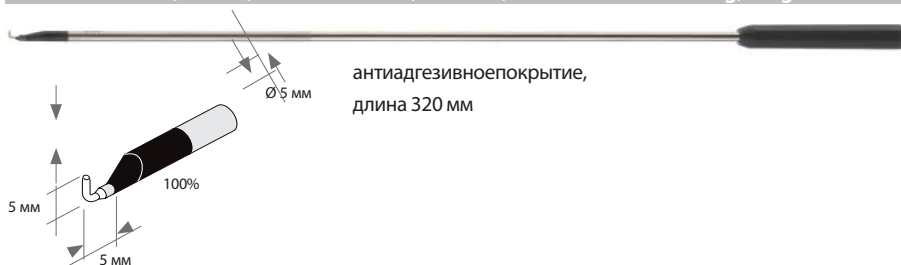 Ø 5 мм
антиадгезивноепокрытие,
длина 320 мм
100%
5 мм
5 мм